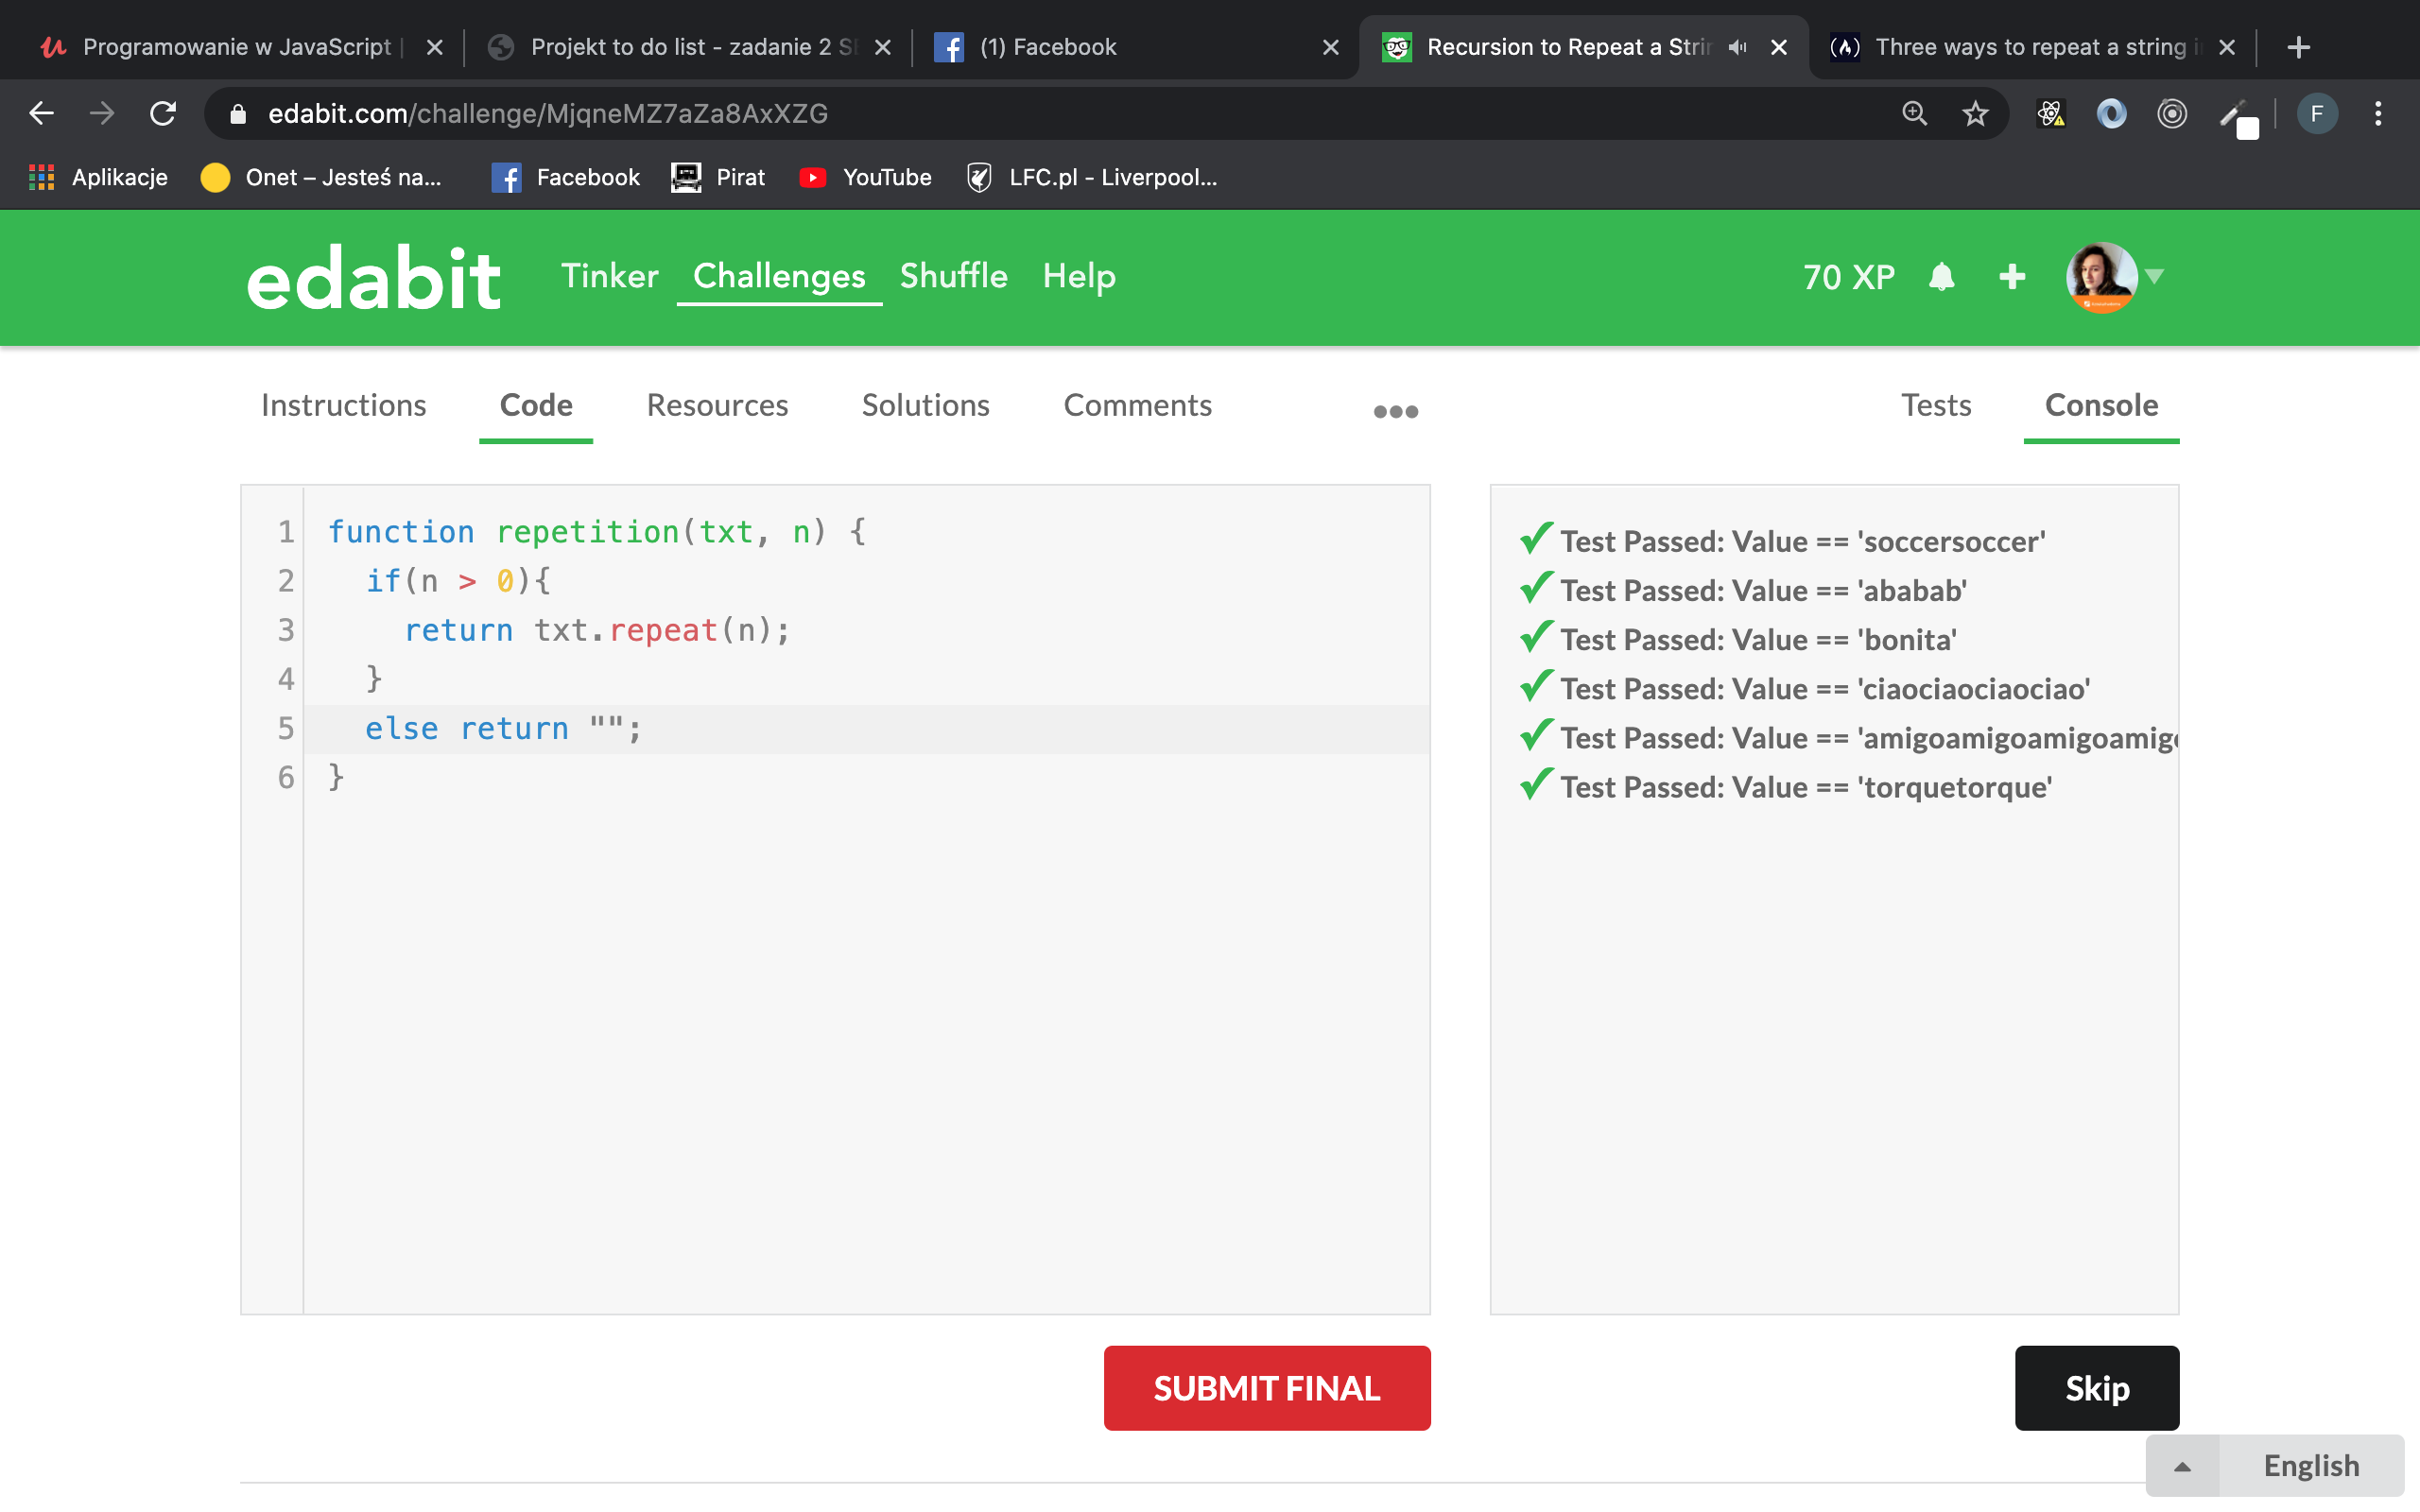 Programowanie w JavaScript
Projekt to do list - zadanie 2
(1) Facebook
Recursion to Repeat a Strin
Three ways to repeat a string i
edabit.com/challenge/MjqneMZ7aZa8AxXZG
F
Aplikacje
Onet – Jesteś na...
Facebook
Pirat
YouTube
LFC.pl - Liverpool...
edabit
Tinker
Challenges
Shuffle
Help
70 XP
Instructions
Code
Resources
Solutions
Comments
Tests
Console
1 function repetition(txt, n) {
2 if(n > 0){
3 return txt.repeat(n);
4 }
5 else return "";
6 }
Test Passed: Value == 'soccersoccer'
Test Passed: Value == 'ababab'
Test Passed: Value == 'bonita'
Test Passed: Value == 'ciaociaociaociao'
Test Passed: Value == 'amigoamigoamigoamigo
Test Passed: Value == 'torquetorque'
SUBMIT FINAL
Skip
English